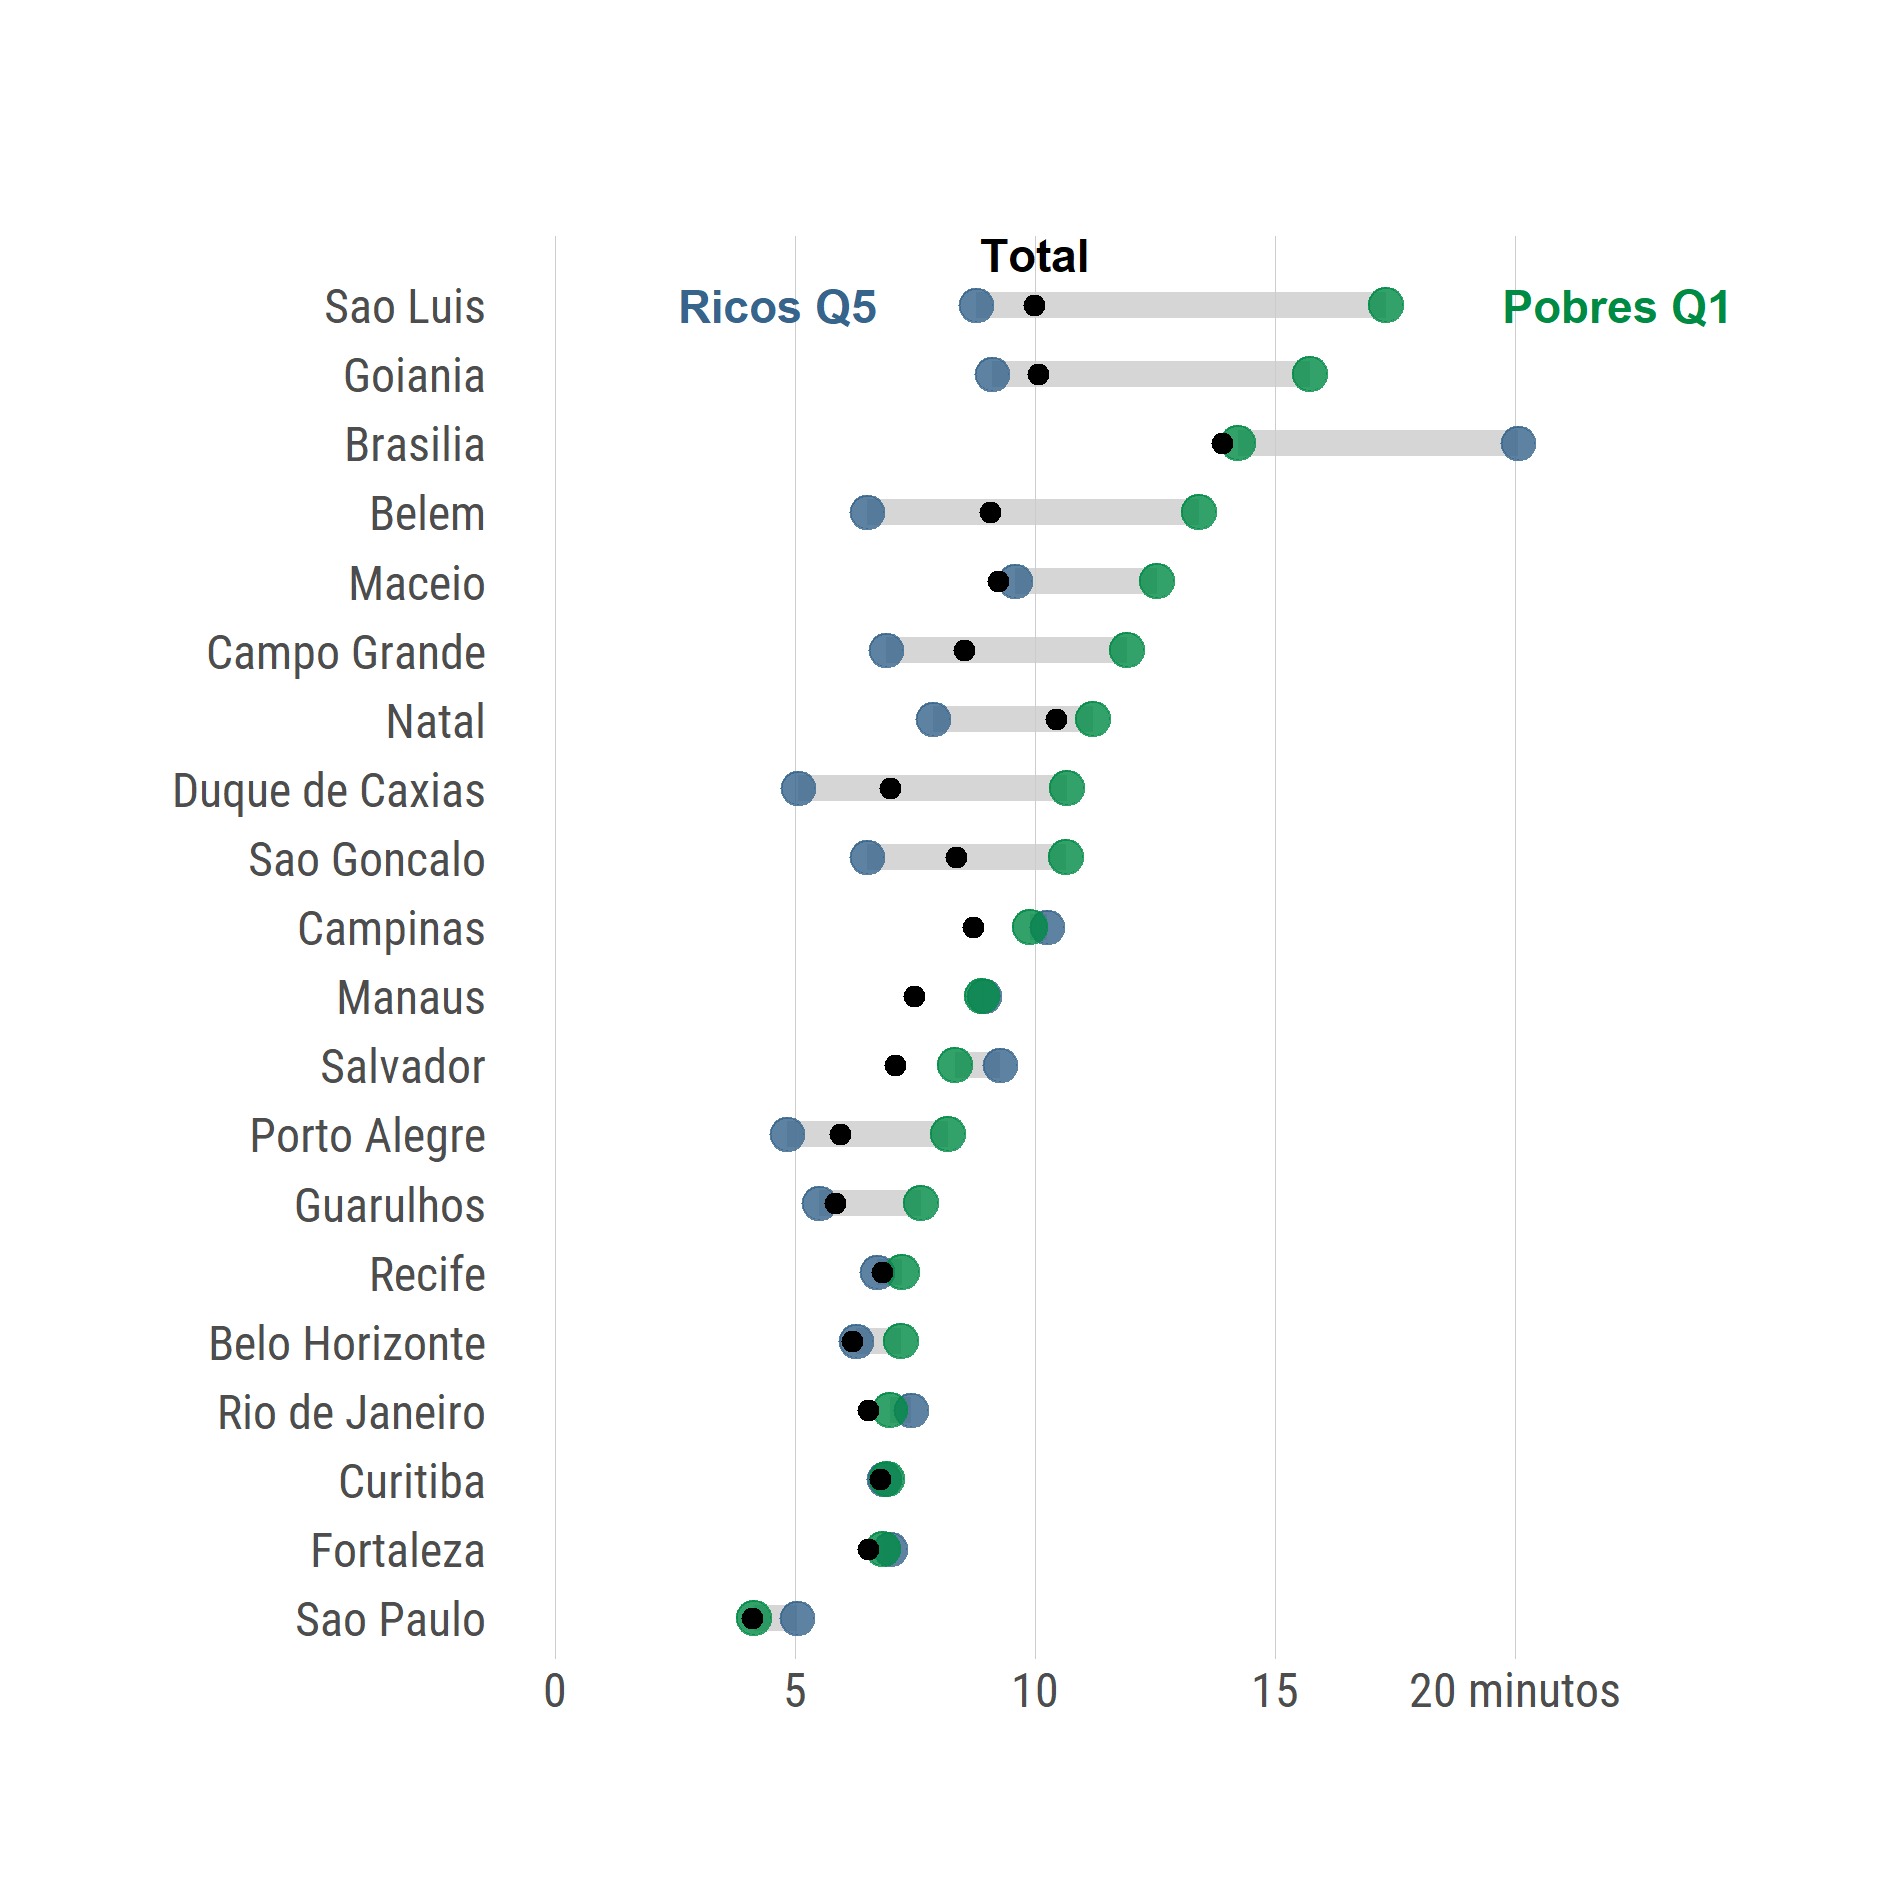 Total
Sao Luis
Ricos Q5
Pobres Q1
Goiania
Brasilia
Belem
Maceio
Campo Grande
Natal
Duque de Caxias
Sao Goncalo
Campinas
Manaus
Salvador
Porto Alegre
Guarulhos
Recife
Belo Horizonte
Rio de Janeiro
Curitiba
Fortaleza
Sao Paulo
0 5 10 15 20 minutos